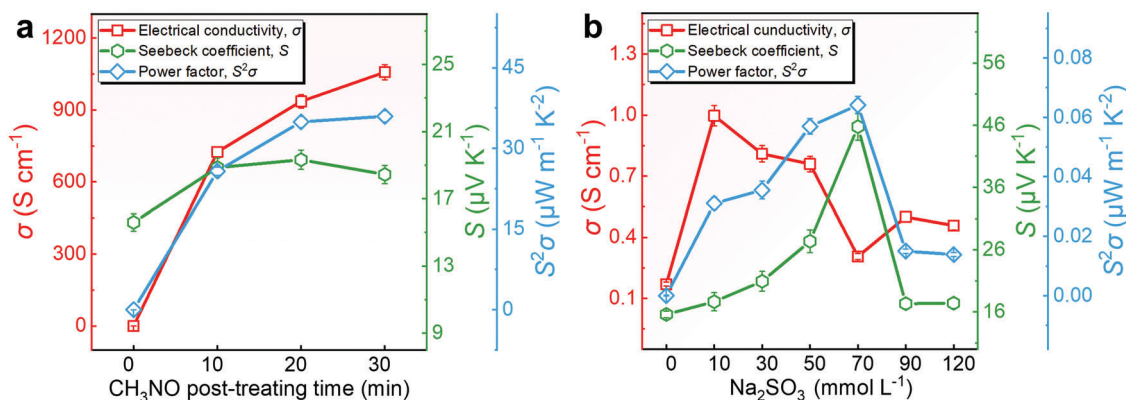 a
Electrical conductivity, σ
Seebeck coefficient, S
Power factor, S²σ
1200
900
600
300
0
σ (S cm⁻¹)
0
10
20
30
CH₃NO post-treating time (min)
25
21
18
15
12
9
S (µV K⁻¹)
45
30
15
0
S²σ (µW m⁻¹ K⁻²)
b
Electrical conductivity, σ
Seebeck coefficient, S
Power factor, S²σ
1.3
1.0
0.7
0.4
0.1
σ (S cm⁻¹)
0
10
30
50
70
90
120
Na₂SO₃ (mmol L⁻¹)
56
46
36
26
16
S (µV K⁻¹)
0.08
0.06
0.04
0.02
0.00
S²σ (µW m⁻¹ K⁻²)